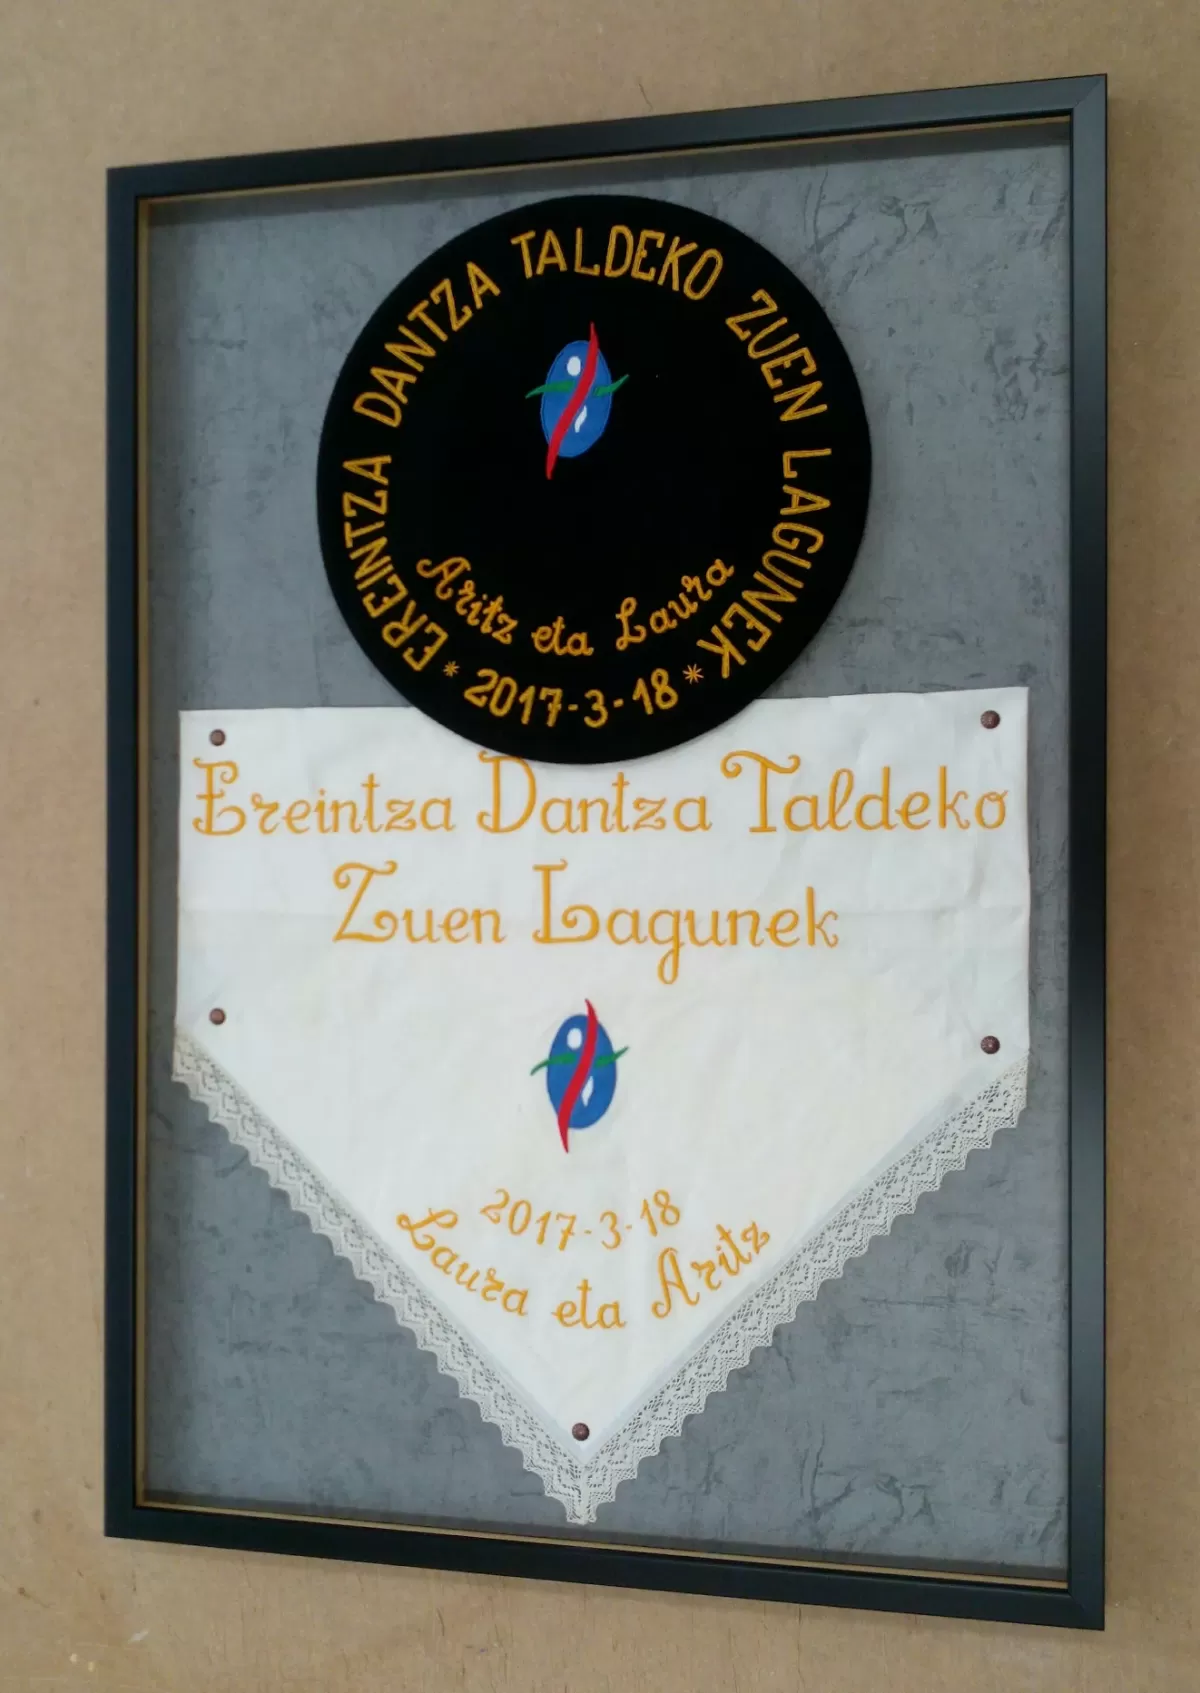 EREINTZA DANTZA TALDEKO ZUEN LAGUNEK
Aritz eta Laura
* 2017-3-18 *
Ereintza Dantza Taldeko
Zuen Lagunek
2017-3-18
Laura eta Aritz